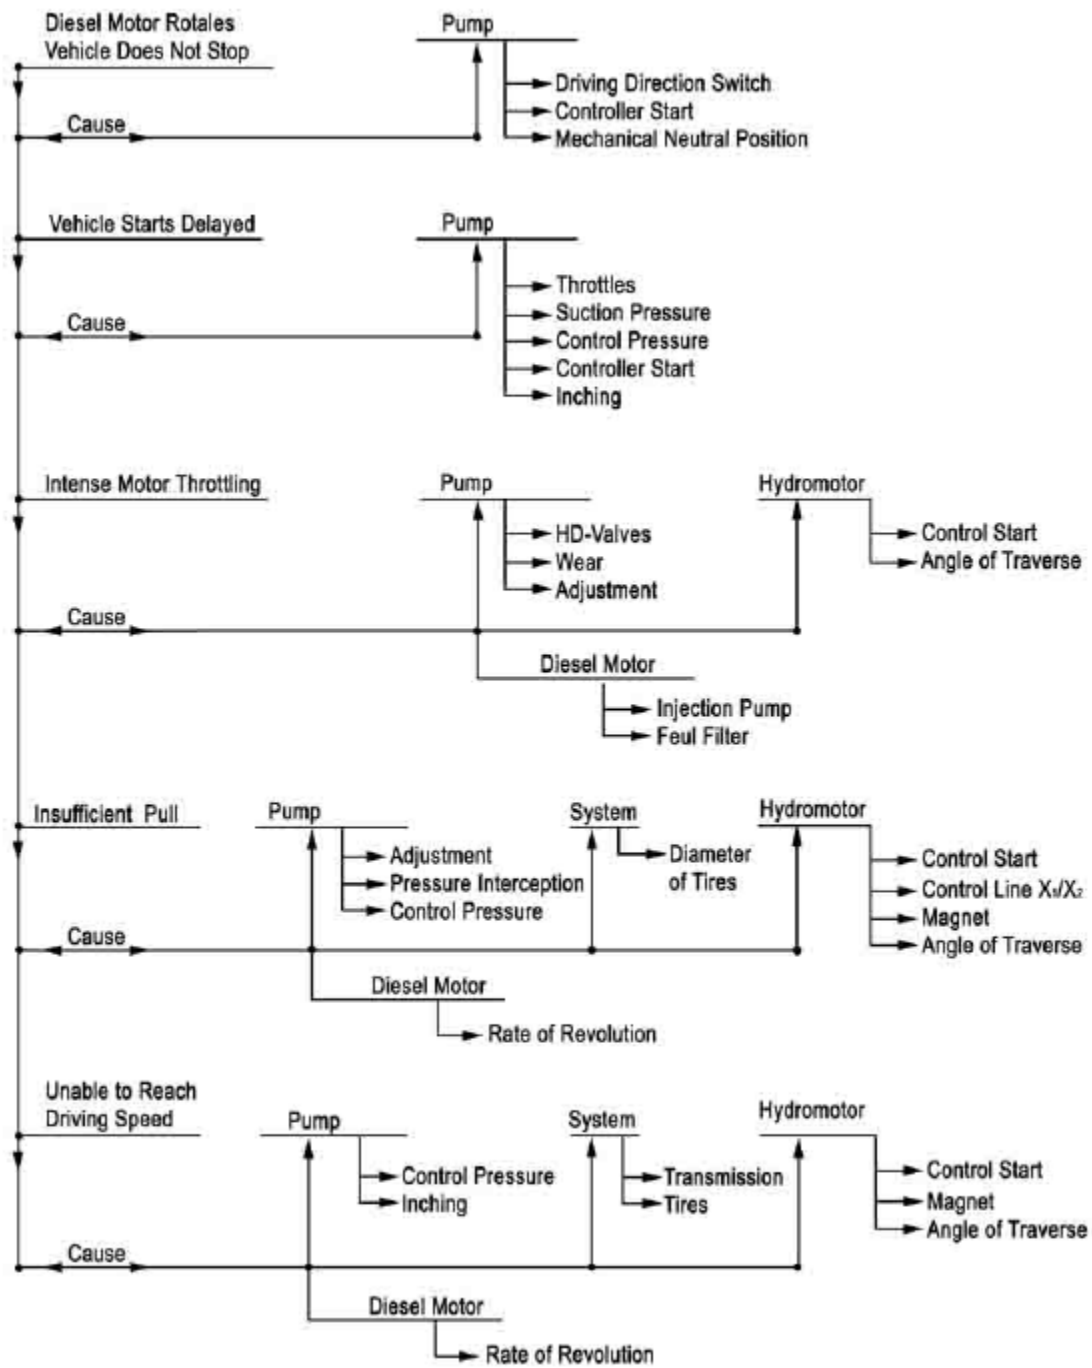 Diesel Motor Rotales
Vehicle Does Not Stop
Pump
Driving Direction Switch
Controller Start
Mechanical Neutral Position
Cause
Vehicle Starts Delayed
Pump
Throttles
Suction Pressure
Control Pressure
Controller Start
Inching
Cause
Intense Motor Throttling
Pump
HD-Valves
Wear
Adjustment
Hydromotor
Control Start
Angle of Traverse
Cause
Diesel Motor
Injection Pump
Feul Filter
Insufficient Pull
Pump
Adjustment
Pressure Interception
Control Pressure
System
Diameter
of Tires
Hydromotor
Control Start
Control Line X₁/X₂
Magnet
Angle of Traverse
Cause
Diesel Motor
Rate of Revolution
Unable to Reach
Driving Speed
Pump
Control Pressure
Inching
System
Transmission
Tires
Hydromotor
Control Start
Magnet
Angle of Traverse
Cause
Diesel Motor
Rate of Revolution